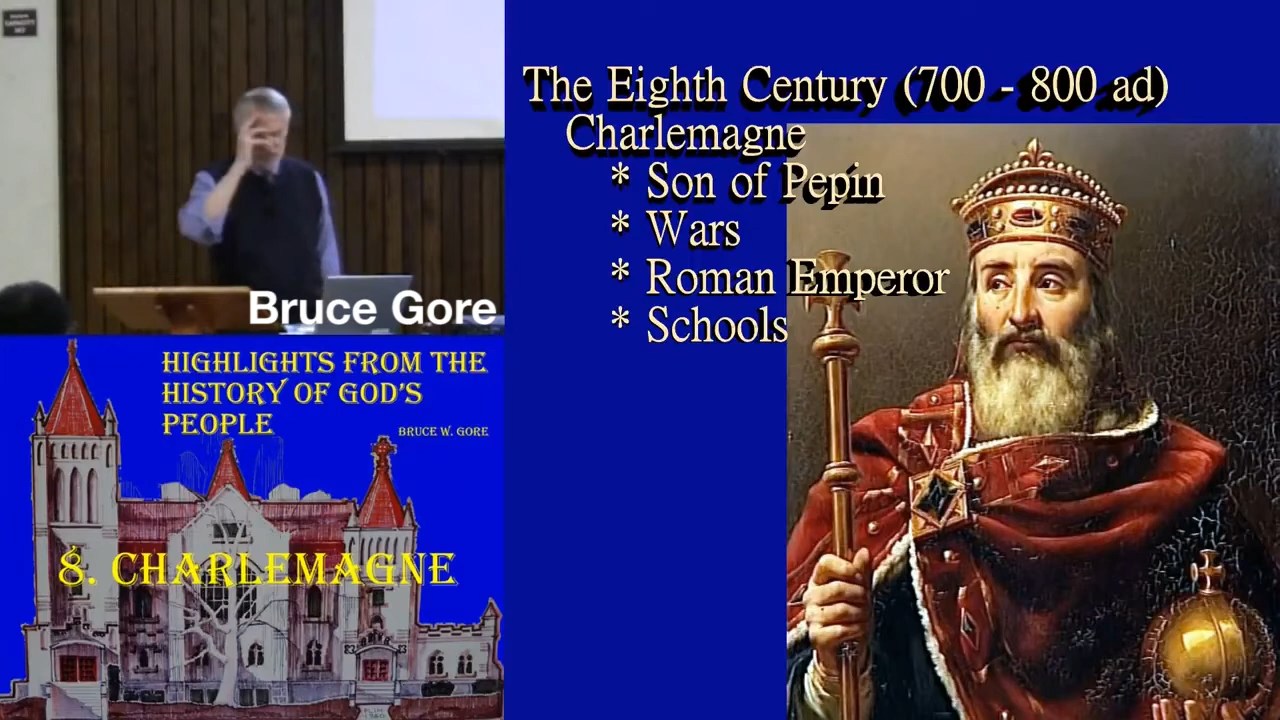 The Eighth Century (700 - 800 ad)
Charlemagne
* Son of Pepin
* Wars
* Roman Emperor
* Schools
Bruce Gore
HIGHLIGHTS FROM THE
HISTORY OF GOD'S
PEOPLE
BRUCE W. GORE
8. CHARLEMAGNE